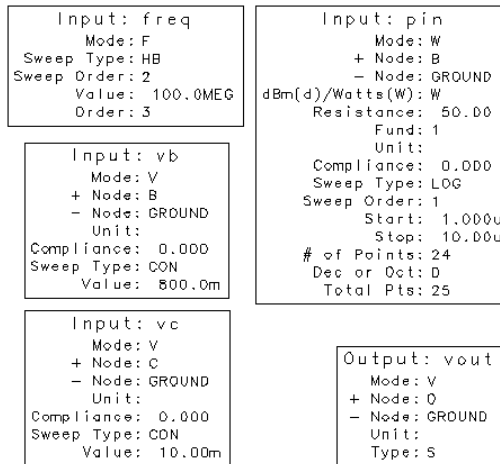 Input: freq
Mode: F
Sweep Type: HB
Sweep Order: 2
Value: 100.0MEG
Order: 3
Input: vb
Mode: V
+ Node: B
- Node: GROUND
Unit:
Compliance: 0.000
Sweep Type: CON
Value: 800.0m
Input: vc
Mode: V
+ Node: C
- Node: GROUND
Unit:
Compliance: 0.000
Sweep Type: CON
Value: 10.00m
Input: pin
Mode: W
+ Node: B
- Node: GROUND
dBm(d)/Watts(W): W
Resistance: 50.00
Fund: 1
Unit:
Compliance: 0.000
Sweep Type: LOG
Sweep Order: 1
Start: 1.000u
Stop: 10.00u
# of Points: 24
Dec or Oct: D
Total Pts: 25
Output: vout
Mode: V
+ Node: O
- Node: GROUND
Unit:
Type: S